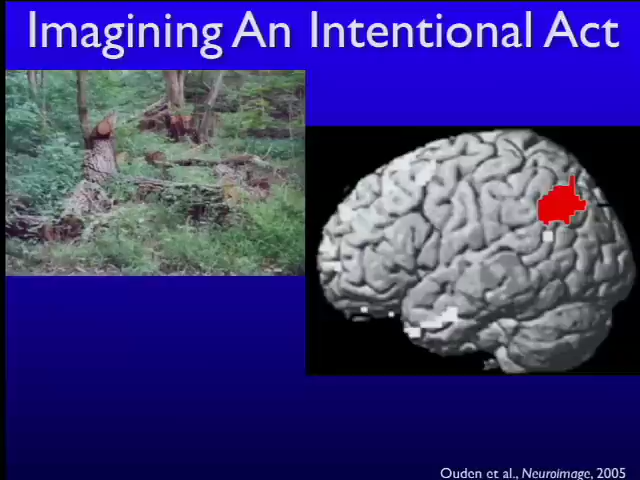 Imagining An Intentional Act
Ouden et al., Neuroimage, 2005